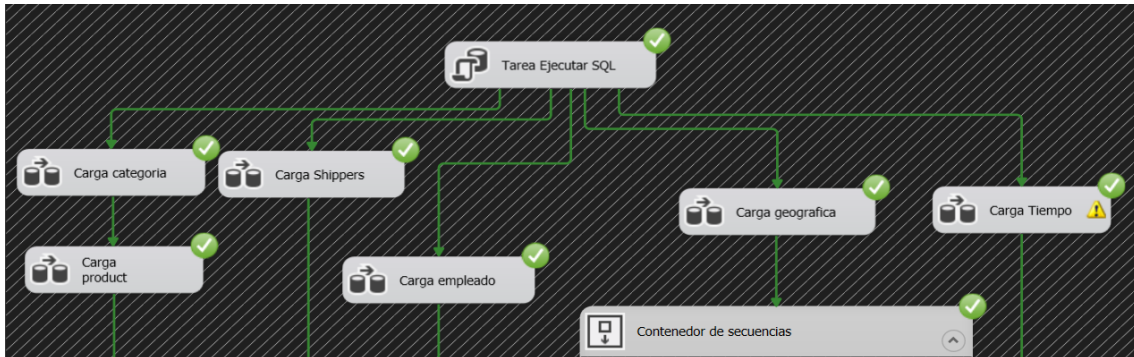 Tarea Ejecutar SQL
Carga categoria
Carga Shippers
Carga geografica
Carga Tiempo
Carga
product
Carga empleado
Contenedor de secuencias